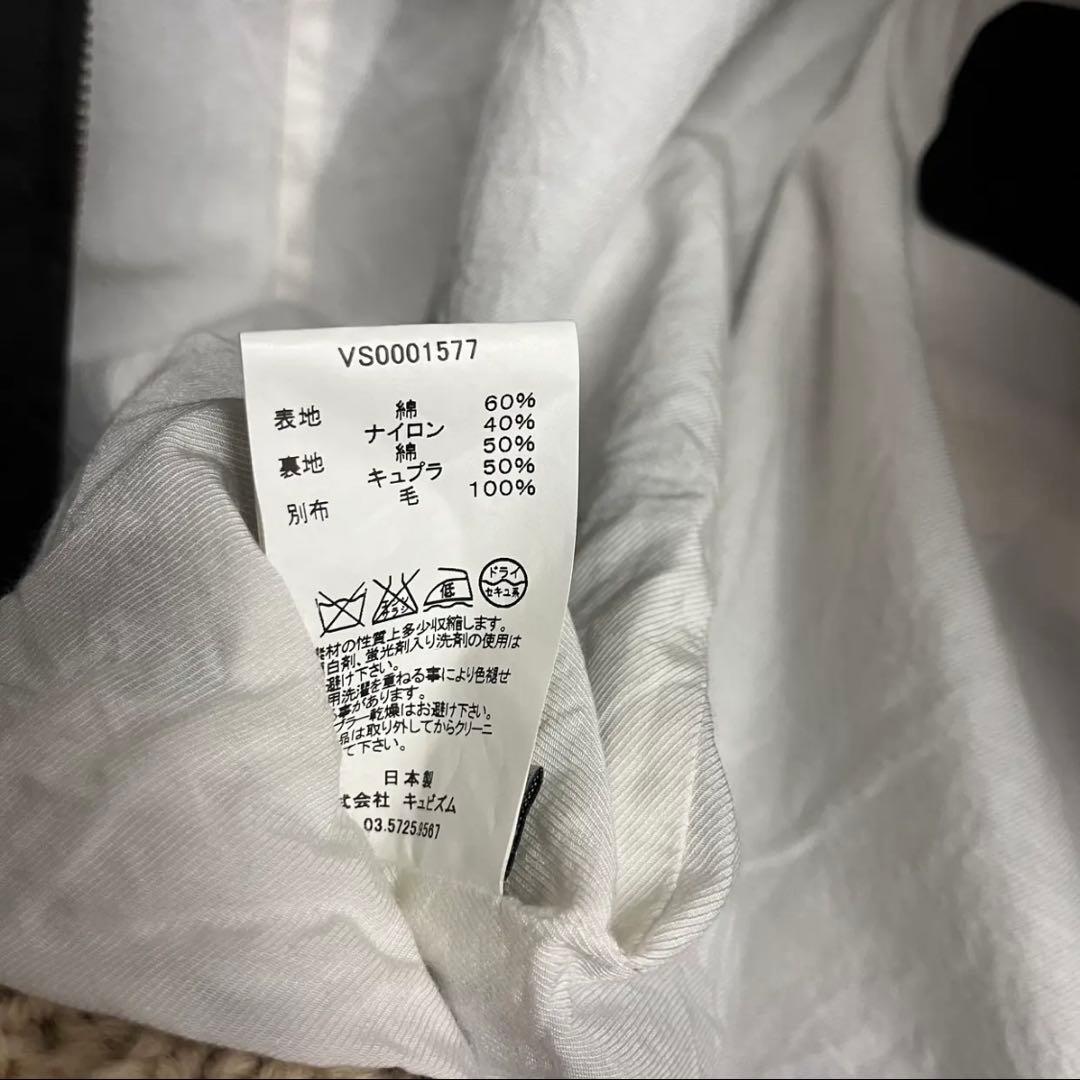 VS0001577
表地 綿 60%
ナイロン 40%
裏地 綿 50%
キュプラ 50%
別布 毛 100%
低
ドライ
セキユ系
材の性質上多少収縮します。
白剤、蛍光剤入り洗剤の使用は
避け下さい。
用洗濯を重ねる事により色褪せ
事があります。
ブラー乾燥はお避け下さい。
品は取り外してからクリーニ
て下さい。
日本製
式会社 キュビズム